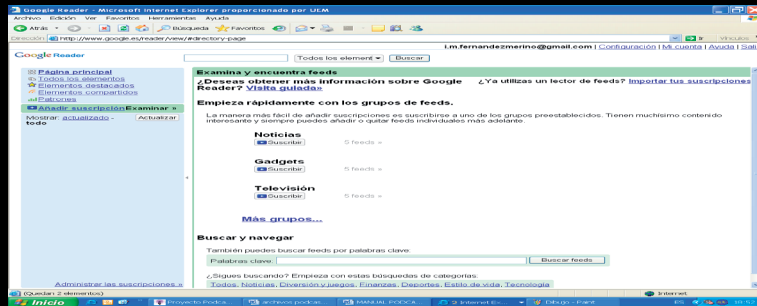 Google Reader - Microsoft Internet Explorer proporcionado por UEM
Archivo Edición Ver Favoritos Herramientas Ayuda
Atrás Búsqueda Favoritos
Dirección http://www.google.es/reader/view/#directory-page Ir Vínculos
i.m.fernandezmerino@gmail.com | Configuración | Mi cuenta | Ayuda | Salir
Google Reader Todos los element Buscar
Página principal
Todos los elementos
Elementos destacados
Elementos compartidos
Patrones
Añadir suscripción Examinar »
Mostrar: actualizado - todo Actualizar
Administrar las suscripciones »
Examina y encuentra feeds
¿Deseas obtener más información sobre Google Reader? Visita guiada»
¿Ya utilizas un lector de feeds? Importar tus suscripciones
Empieza rápidamente con los grupos de feeds.
La manera más fácil de añadir suscripciones es suscribirse a uno de los grupos preestablecidos. Tienen muchísimo contenido
interesante y siempre puedes añadir o quitar feeds individuales más adelante.
Noticias
Suscribir 5 feeds »
Gadgets
Suscribir 5 feeds »
Televisión
Suscribir 5 feeds »
Más grupos...
Buscar y navegar
También puedes buscar feeds por palabras clave:
Palabras clave: Buscar feeds
¿Sigues buscando? Empieza con estas búsquedas de categorías:
Todos, Noticias, Diversión y juegos, Finanzas, Deportes, Estilo de vida, Tecnología
(Quedan 2 elementos) Internet
Inicio Proyecto Podca... archivos podcas... MANUAL PODCA... 2 Internet Ex... Dibujo - Paint ES